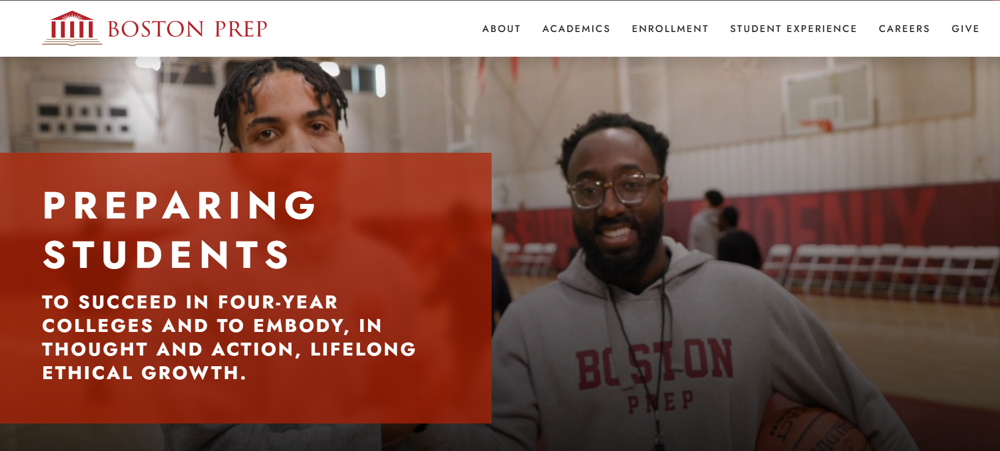 BOSTON PREP
ABOUT ACADEMICS ENROLLMENT STUDENT EXPERIENCE CAREERS GIVE
PREPARING
STUDENTS
TO SUCCEED IN FOUR-YEAR
COLLEGES AND TO EMBODY, IN
THOUGHT AND ACTION, LIFELONG
ETHICAL GROWTH.
BOSTON
PREP